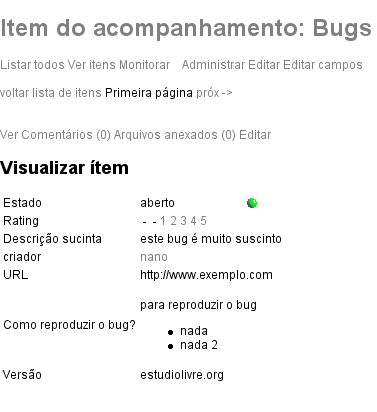 Item do acompanhamento: Bugs
Listar todos Ver itens Monitorar Administrar Editar Editar campos
voltar lista de itens Primeira página próx ->
Ver Comentários (0) Arquivos anexados (0) Editar
Visualizar ítem
Estado aberto
Rating - - 1 2 3 4 5
Descrição sucinta este bug é muito suscinto
criador nano
URL http://www.exemplo.com
para reproduzir o bug
Como reproduzir o bug?
nada
nada 2
Versão estudiolivre.org